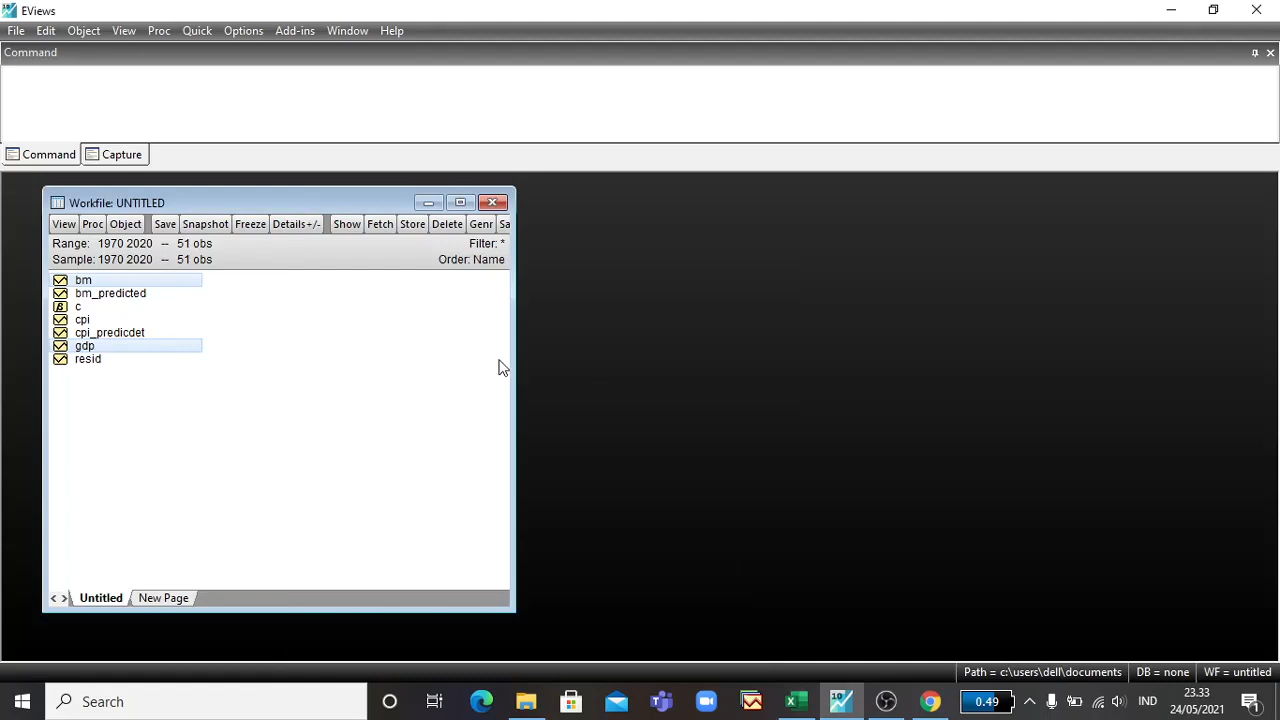 EViews
File Edit Object View Proc Quick Options Add-ins Window Help
Command
Command Capture
Workfile: UNTITLED
View Proc Object Save Snapshot Freeze Details+/- Show Fetch Store Delete Genr Sa
Range: 1970 2020 -- 51 obs Filter: *
Sample: 1970 2020 -- 51 obs Order: Name
bm
bm_predicted
β c
cpi
cpi_predicdet
gdp
resid
< > Untitled New Page
Path = c:\users\dell\documents DB = none WF = untitled
Search 10 0.49 IND 23.33
24/05/2021 1